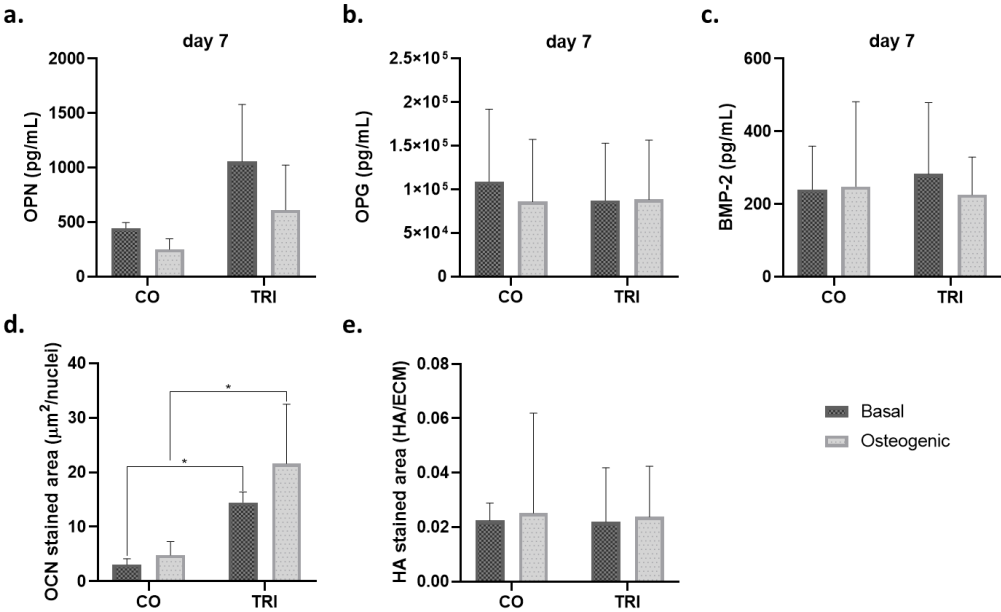 a.
day 7
OPN (pg/mL)
2000
1500
1000
500
0
CO
TRI
b.
day 7
OPG (pg/mL)
2.5×10⁵
2×10⁵
1.5×10⁵
1×10⁵
5×10⁴
0
CO
TRI
c.
day 7
BMP-2 (pg/mL)
600
400
200
0
CO
TRI
d.
OCN stained area (μm²/nuclei)
40
30
20
10
0
*
*
CO
TRI
e.
HA stained area (HA/ECM)
0.08
0.06
0.04
0.02
0.00
CO
TRI
Basal
Osteogenic